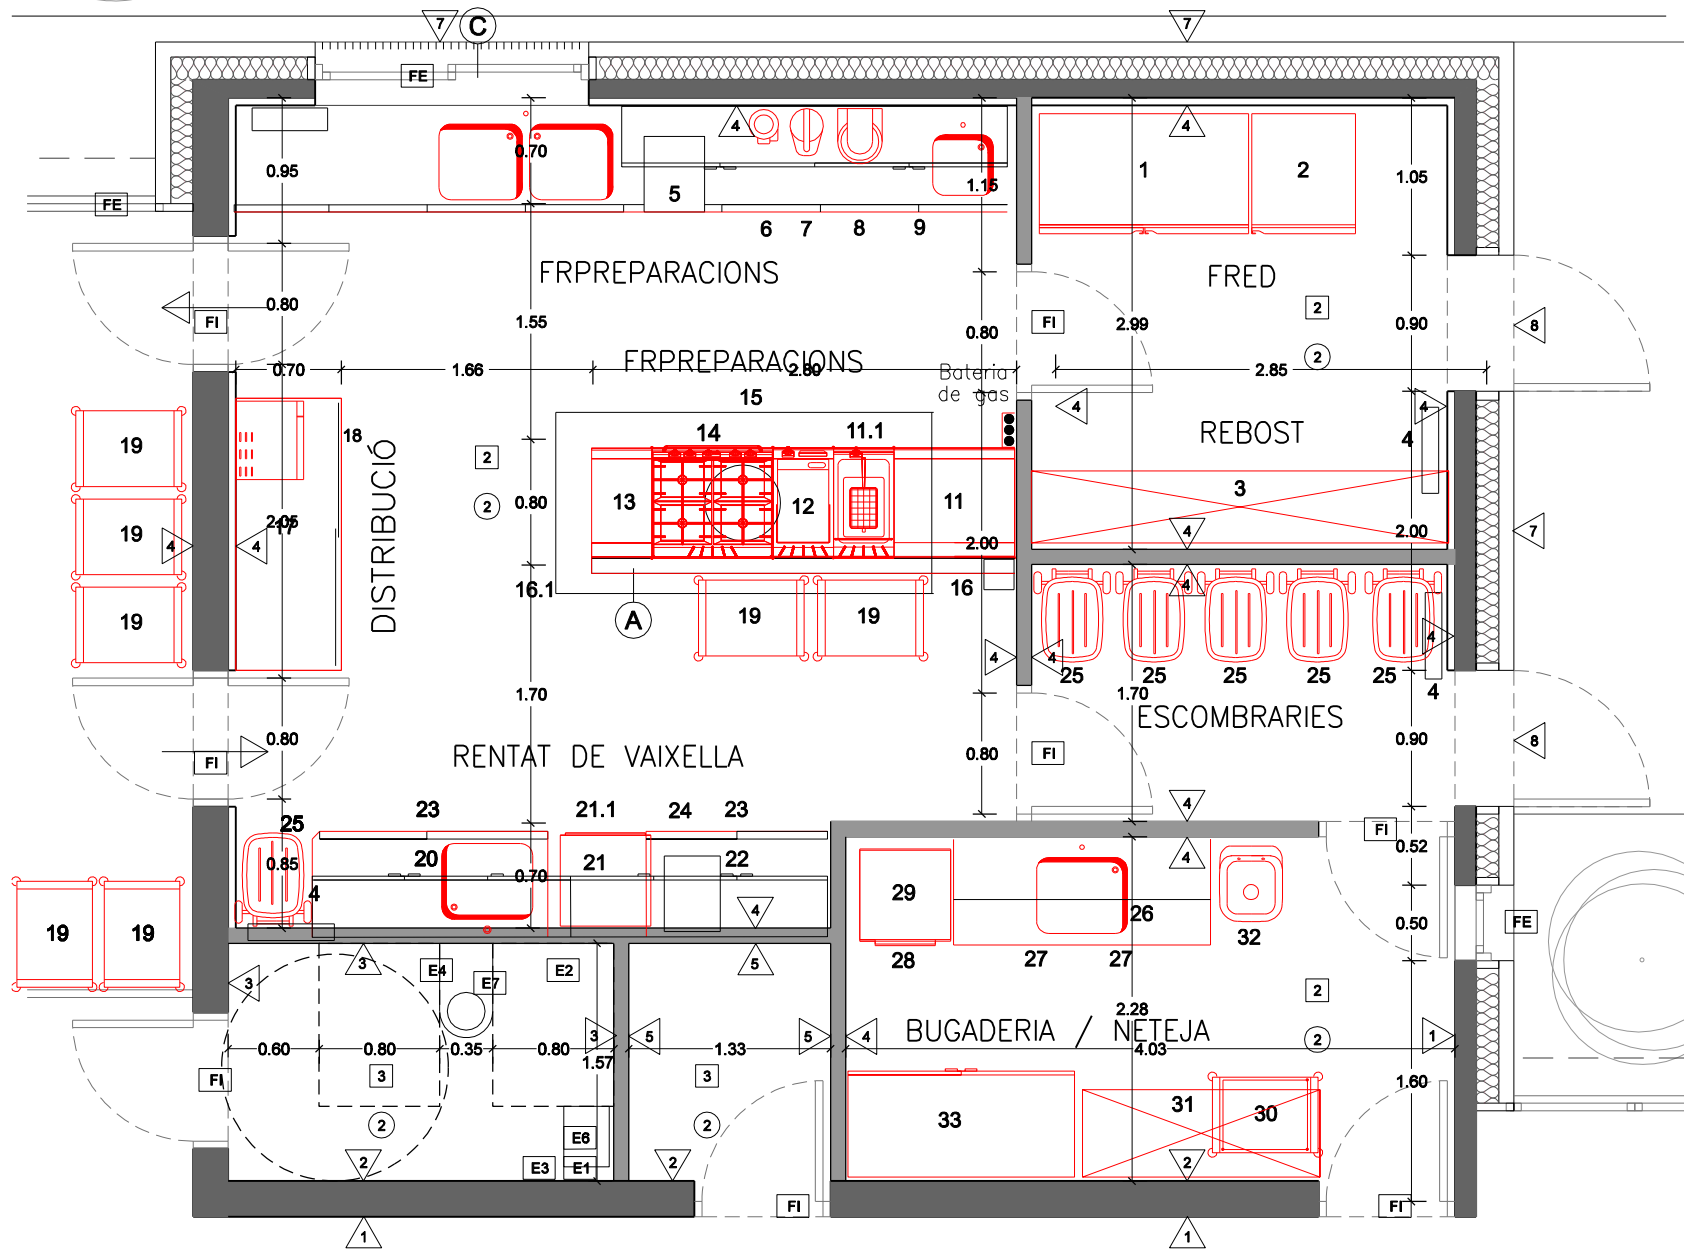 7 C 7
FE
4 4
0.95 0.70 1.15 1 2 1.05
5
FE
6 7 8 9
FRPREPARACIONS FRED
0.80 2 8
FI 1.55 0.80 FI 2.99 0.90
FRPREPARACIONS 2
0.70 1.66 2.80 Bateria 2.85
de gas
15 4 4
18 14 11.1 REBOST 4
19 DISTRIBUCIÓ 2
13 12 11 3
2 0.80
19 2.05 17 7
4 4 2.00 4 2.00
16.1 16 4
19 A 19 19
4 4 4
25 25 25 25 25
4
1.70 1.70
ESCOMBRARIES
0.80 0.90 8
FI RENTAT DE VAIXELLA 0.80 FI
23 21.1 24 23 4
25 FI
20 21 22 4 0.52
0.85 0.70
4 29
4 26 0.50 FE
19 19 32
28 27 27
3 E4 E2 5
3 E7 2
2.28
BUGADERIA / NETEJA
3 5 5 4 2 1
0.60 0.80 0.35 0.80 1.33 4.03
1.57
FI 3 3 1.60
31
33 30
2 E6 2
2 E3 E1 2 2
FI FI
1 1